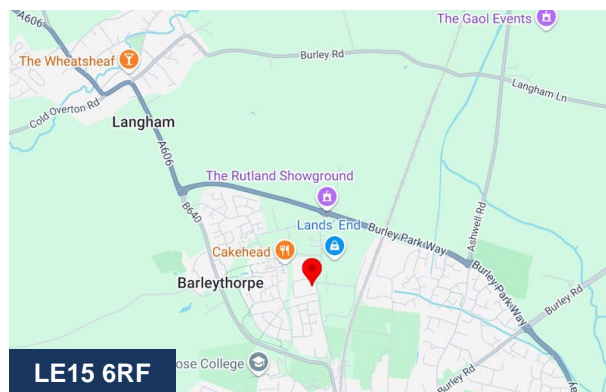 A606
The Gaol Events
The Wheatsheaf
Burley Rd
Langham Ln
Cold Overton Rd
Langham
A606
The Rutland Showground
Ashwell Rd
B640
Lands' End
Burley Park Way
Cakehead
Burley Park Way
Barleythorpe
Burley Rd
ose College
Burley Rd
LE15 6RF